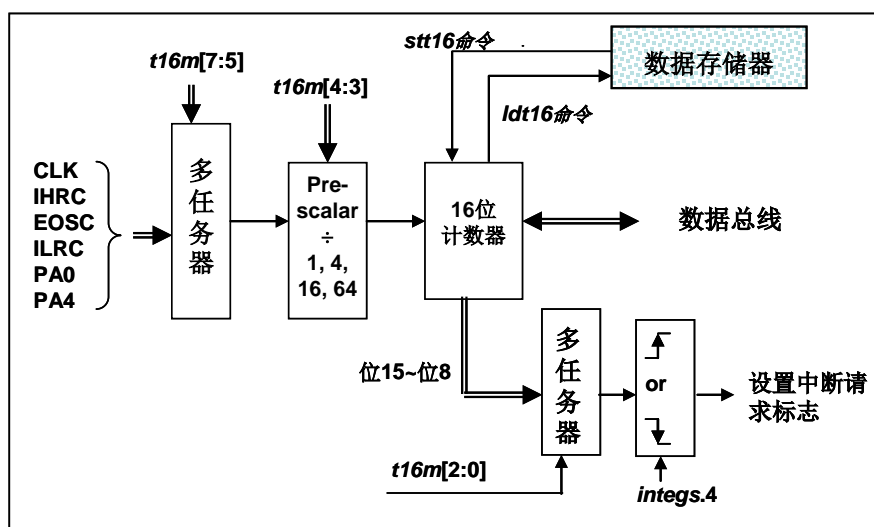 stt16命令
数据存储器
t16m[7:5]
t16m[4:3]
ldt16命令
CLK
IHRC
EOSC
ILRC
PA0
PA4
多任务器
Pre-
scalar
÷
1, 4,
16, 64
16位
计数器
数据总线
位15~位8
多任务器
or
设置中断请
求标志
t16m[2:0]
integs.4